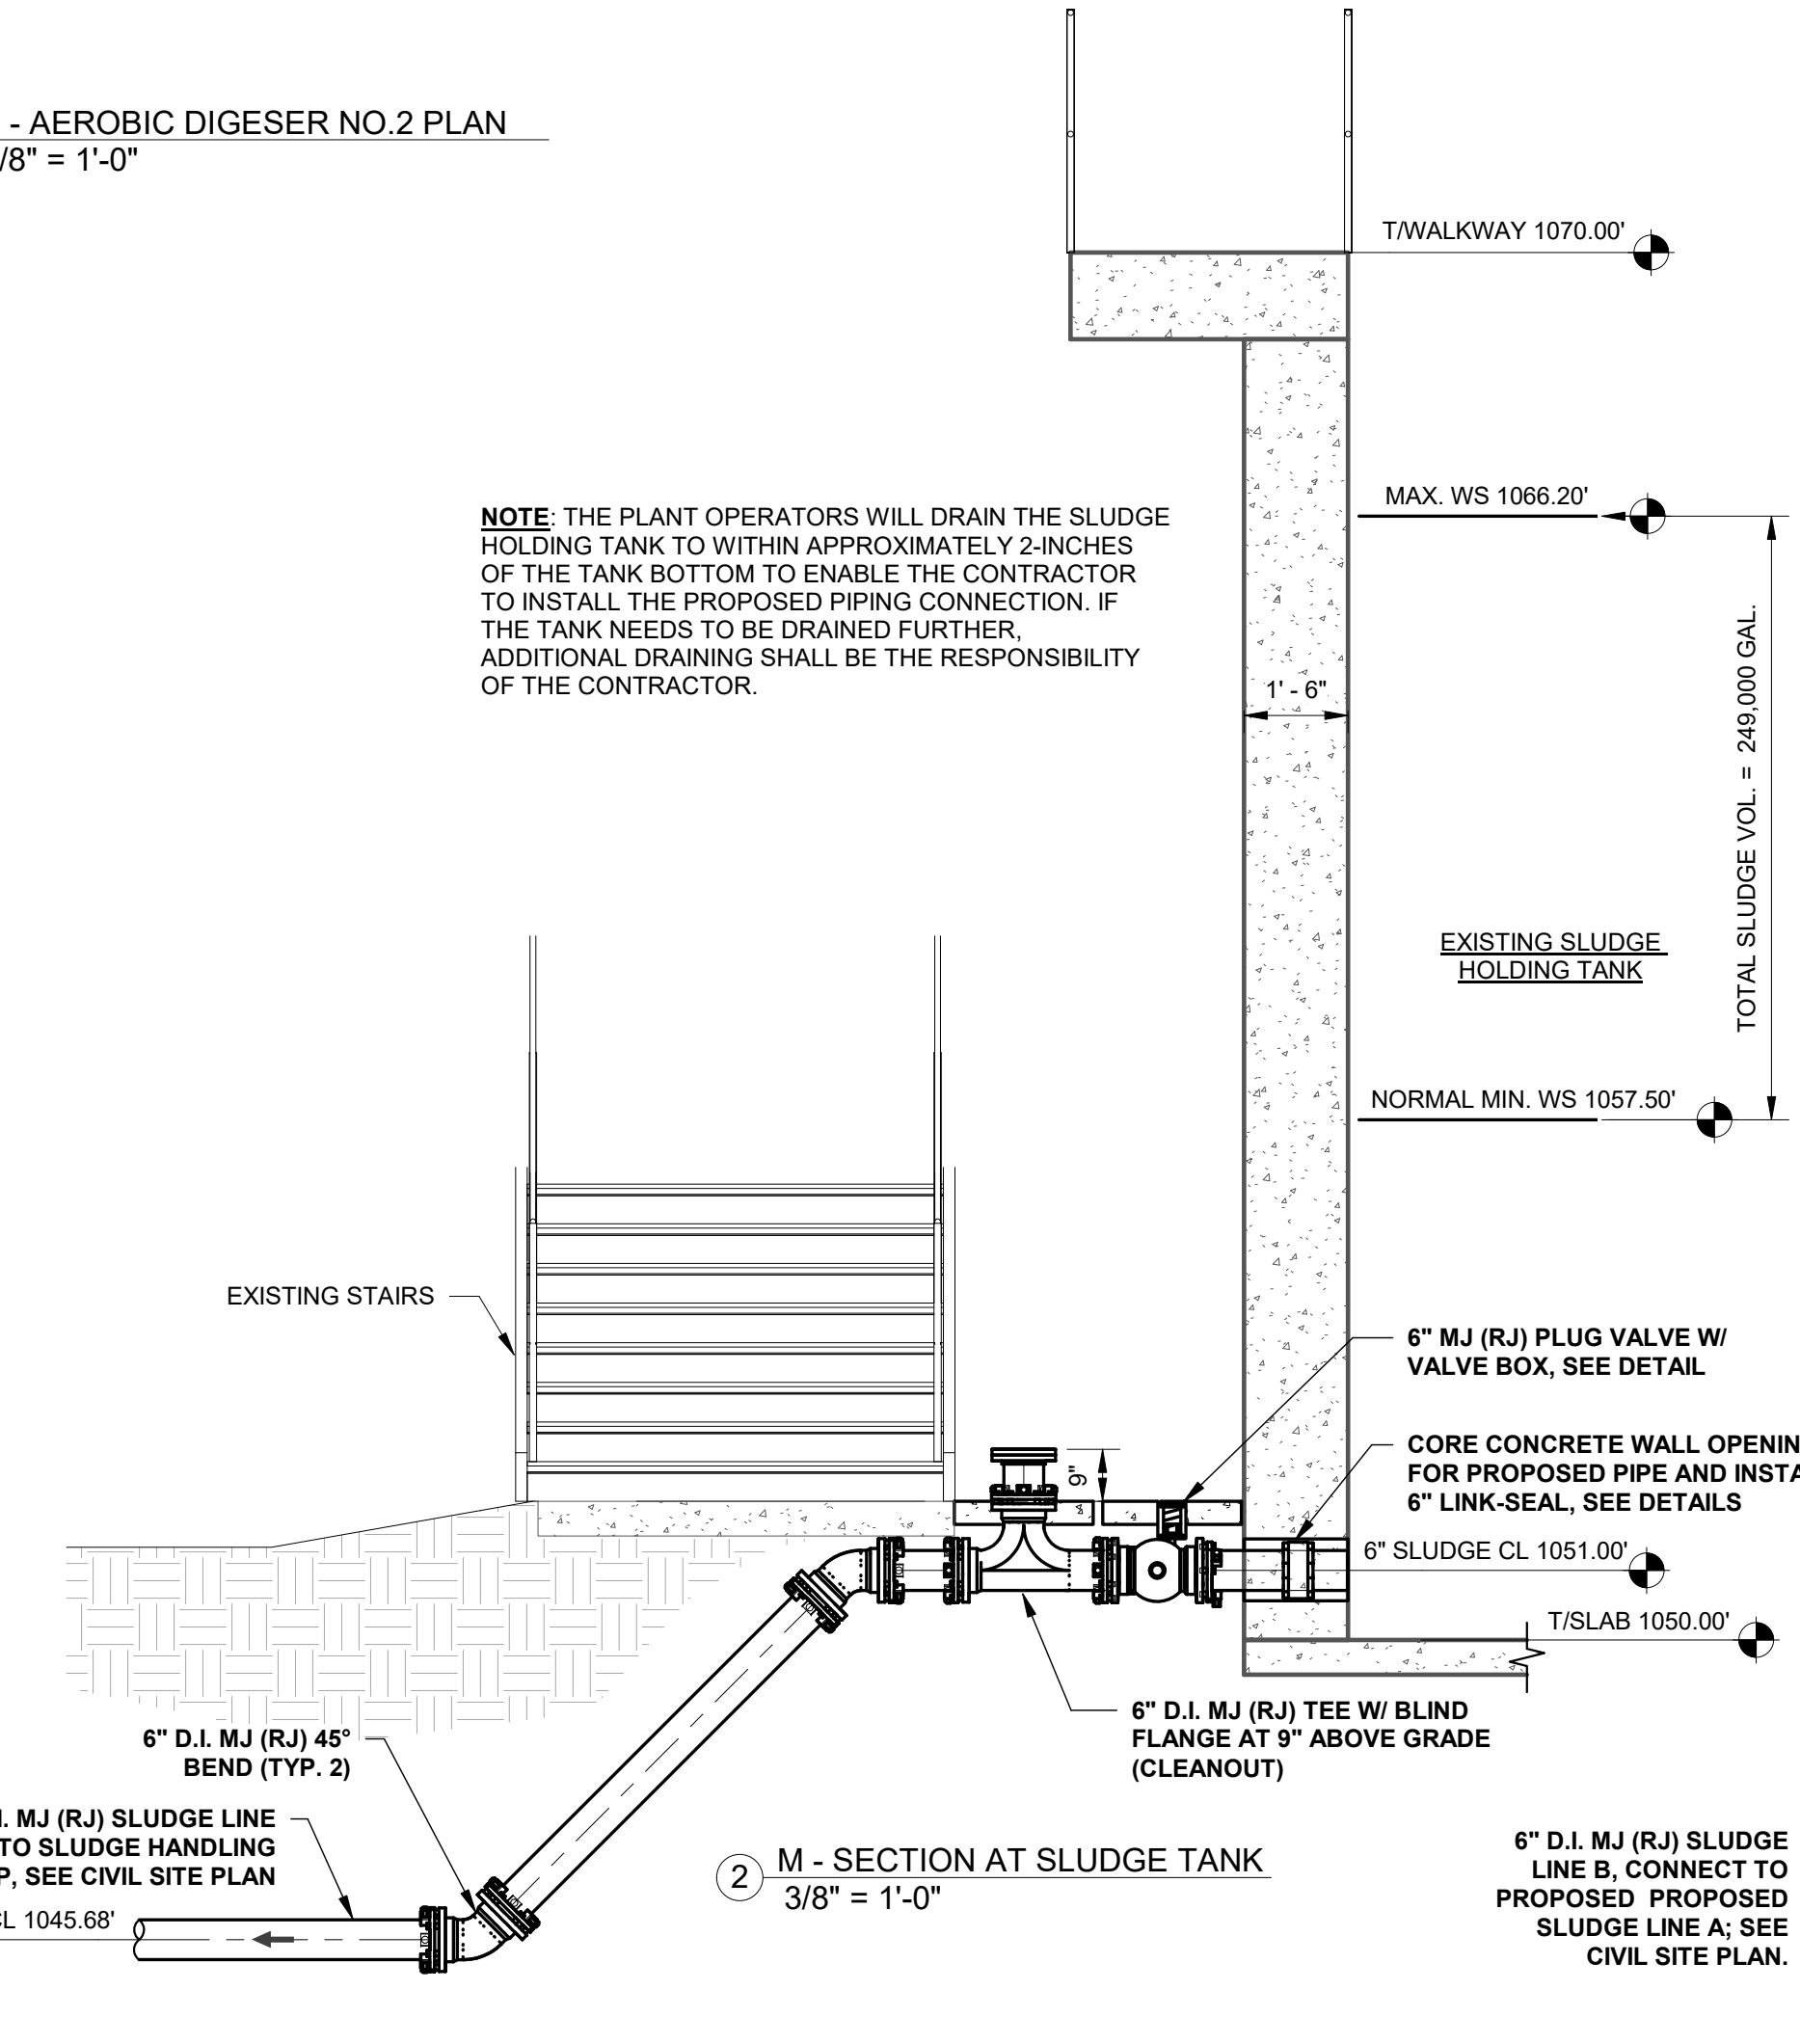 - AEROBIC DIGESER NO.2 PLAN
/8" = 1'-0"
T/WALKWAY 1070.00'
MAX. WS 1066.20'
NOTE: THE PLANT OPERATORS WILL DRAIN THE SLUDGE
HOLDING TANK TO WITHIN APPROXIMATELY 2-INCHES
OF THE TANK BOTTOM TO ENABLE THE CONTRACTOR
TO INSTALL THE PROPOSED PIPING CONNECTION. IF
THE TANK NEEDS TO BE DRAINED FURTHER,
ADDITIONAL DRAINING SHALL BE THE RESPONSIBILITY
OF THE CONTRACTOR.
1' - 6"
TOTAL SLUDGE VOL. = 249,000 GAL.
EXISTING SLUDGE
HOLDING TANK
NORMAL MIN. WS 1057.50'
EXISTING STAIRS
6" MJ (RJ) PLUG VALVE W/
VALVE BOX, SEE DETAIL
9"
CORE CONCRETE WALL OPENIN
FOR PROPOSED PIPE AND INSTA
6" LINK-SEAL, SEE DETAILS
6" SLUDGE CL 1051.00'
T/SLAB 1050.00'
6" D.I. MJ (RJ) TEE W/ BLIND
FLANGE AT 9" ABOVE GRADE
(CLEANOUT)
6" D.I. MJ (RJ) 45°
BEND (TYP. 2)
I. MJ (RJ) SLUDGE LINE
TO SLUDGE HANDLING
P, SEE CIVIL SITE PLAN
CL 1045.68'
2
M - SECTION AT SLUDGE TANK
3/8" = 1'-0"
6" D.I. MJ (RJ) SLUDGE
LINE B, CONNECT TO
PROPOSED PROPOSED
SLUDGE LINE A; SEE
CIVIL SITE PLAN.